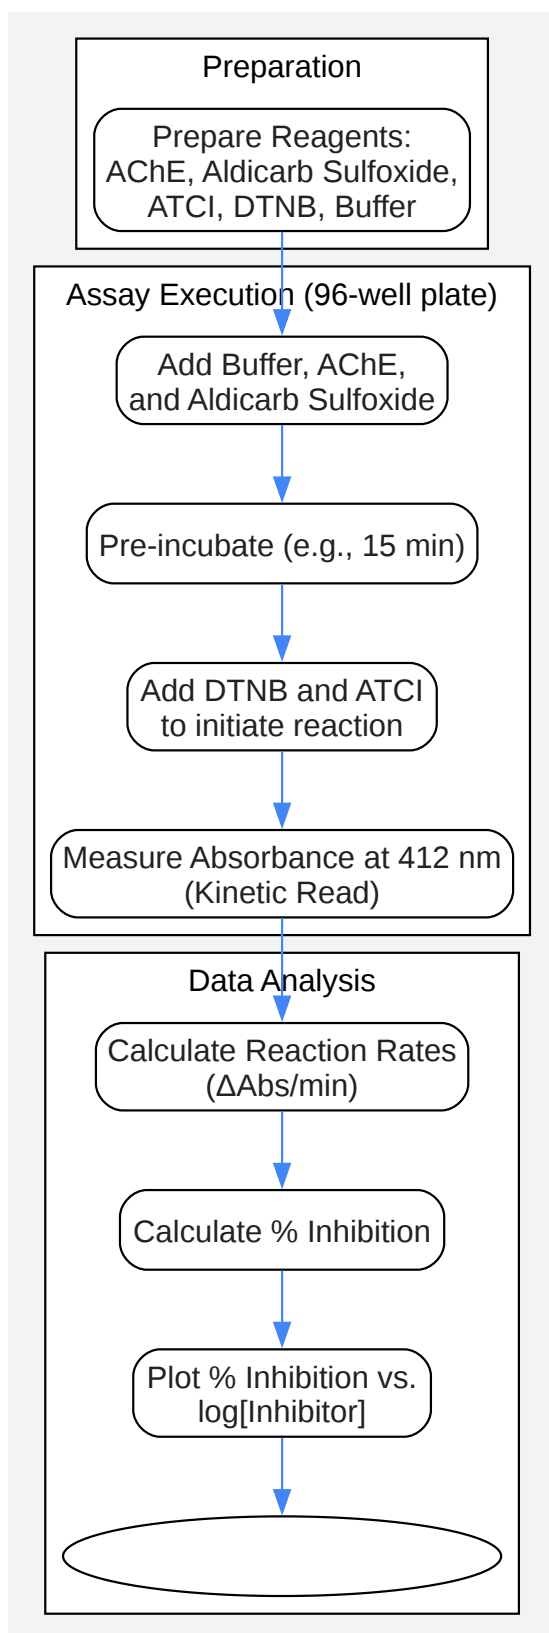 Preparation
Prepare Reagents:
AChE, Aldicarb Sulfoxide,
ATCI, DTNB, Buffer
Assay Execution (96-well plate)
Add Buffer, AChE,
and Aldicarb Sulfoxide
Pre-incubate (e.g., 15 min)
Add DTNB and ATCI
to initiate reaction
Measure Absorbance at 412 nm
(Kinetic Read)
Data Analysis
Calculate Reaction Rates
(ΔAbs/min)
Calculate % Inhibition
Plot % Inhibition vs.
log[Inhibitor]